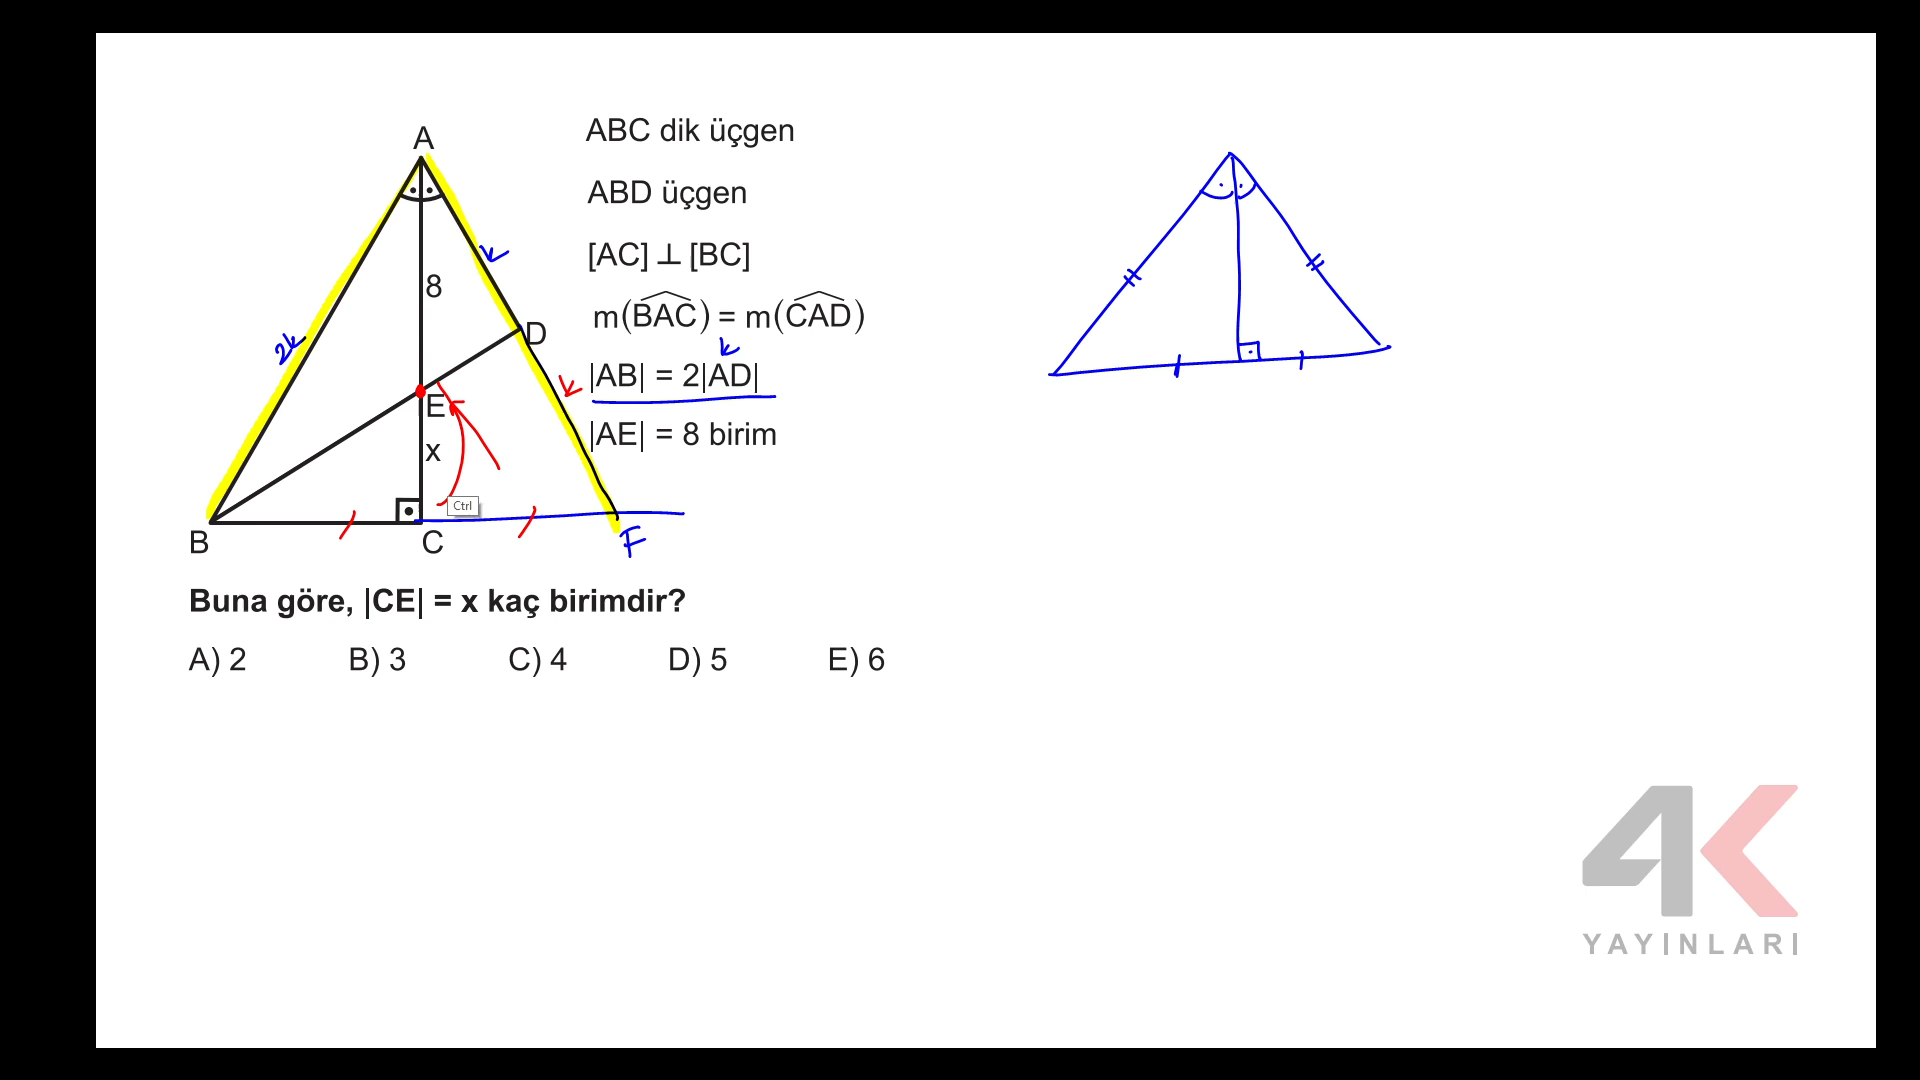 A
ABC dik üçgen
ABD üçgen
[AC] ⊥ [BC]
8
m(BAC) = m(CAD)
D
2k
k
k
k
k
|AB| = 2|AD|
E
|AE| = 8 birim
x
Ctrl
B
C
F
Buna göre, |CE| = x kaç birimdir?
A) 2 B) 3 C) 4 D) 5 E) 6
4K
YAYINLARI